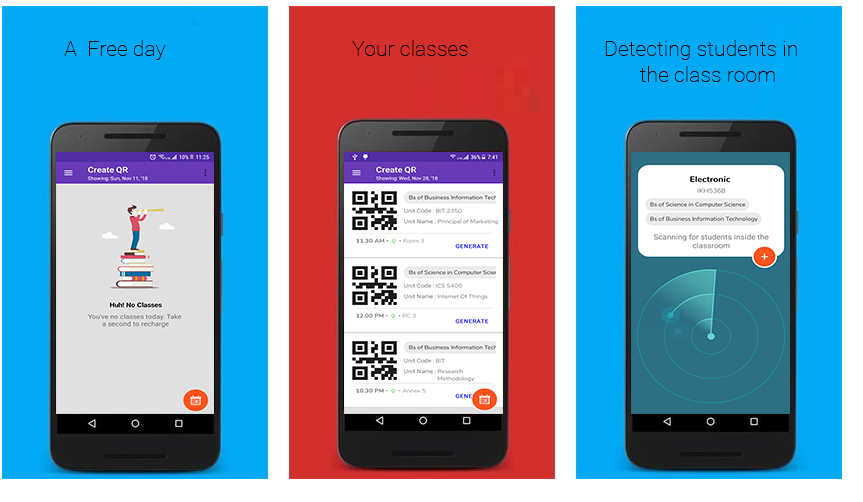 A Free day
10% 11:25
Create QR
Showing: Sun, Nov 11, '18
Huh! No Classes
You've no classes today. Take
a second to recharge
Your classes
36% 7:41
Create QR
Showing: Wed, Nov 28, '18
Bs of Business Information Tech
Unit Code : BIT 2350
Unit Name : Principal of Marketing
11.30 AM • Room 3
GENERATE
Bs of Science in Computer Scien
Unit Code : ICS 5400
Unit Name : Internet Of Things
12.00 PM • RC 3
GENERATE
Bs of Business Information Tech
Unit Code : BIT
Unit Name : Research
Methodology
10.30 PM • Annex 5
GENE
Detecting students in
the class room
Electronic
IKH5368
Bs of Science in Computer Science
Bs of Business Information Technology
Scanning for students inside the
classroom
+